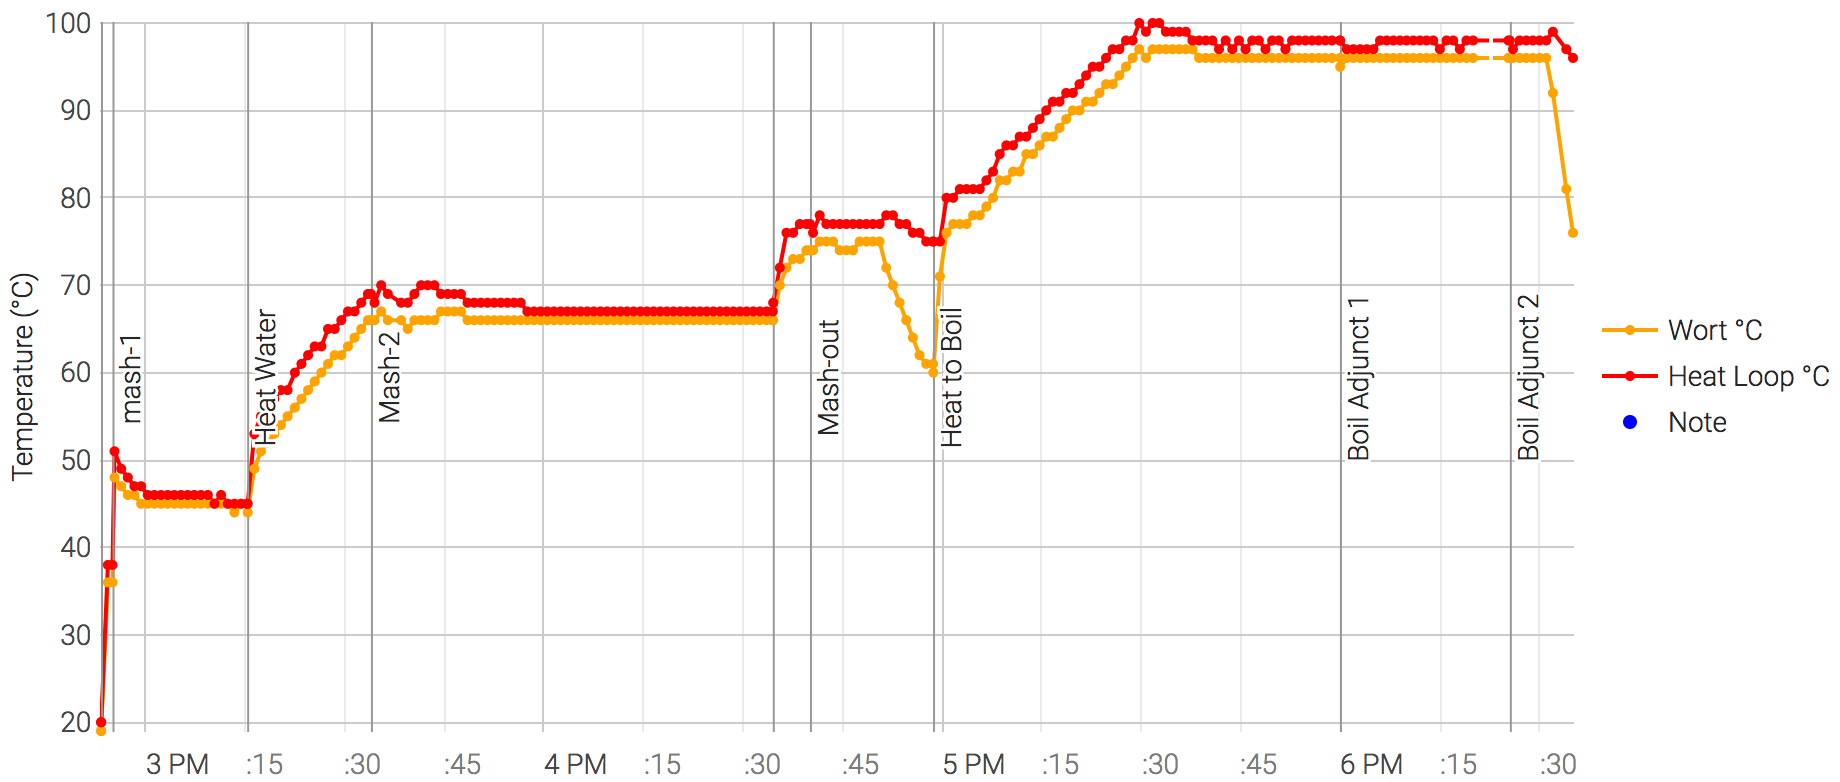 100
90
80
70
60
50
40
30
20
Temperature (°C)
mash-1
Heat Water
Mash-2
Mash-out
Heat to Boil
Boil Adjunct 1
Boil Adjunct 2
3 PM :15 :30 :45 4 PM :15 :30 :45 5 PM :15 :30 :45 6 PM :15 :30
Wort °C
Heat Loop °C
Note